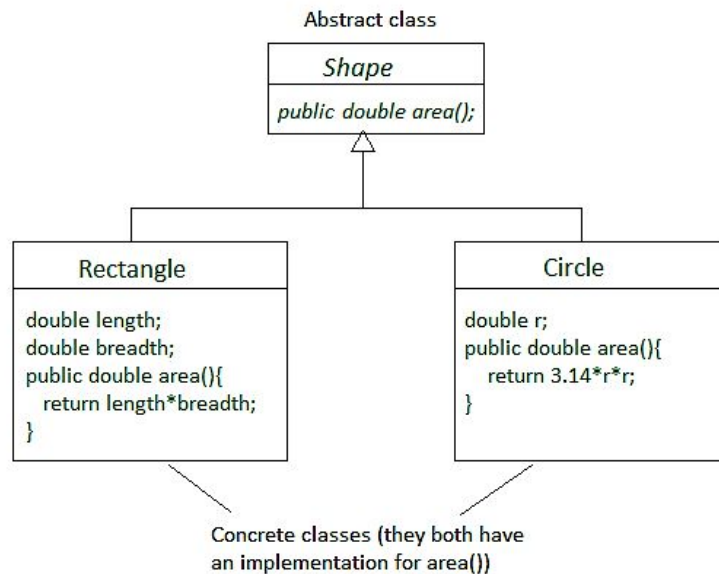 Abstract class
Shape
public double area();
Rectangle
double length;
double breadth;
public double area(){
return length*breadth;
}
Circle
double r;
public double area(){
return 3.14*r*r;
}
Concrete classes (they both have
an implementation for area())